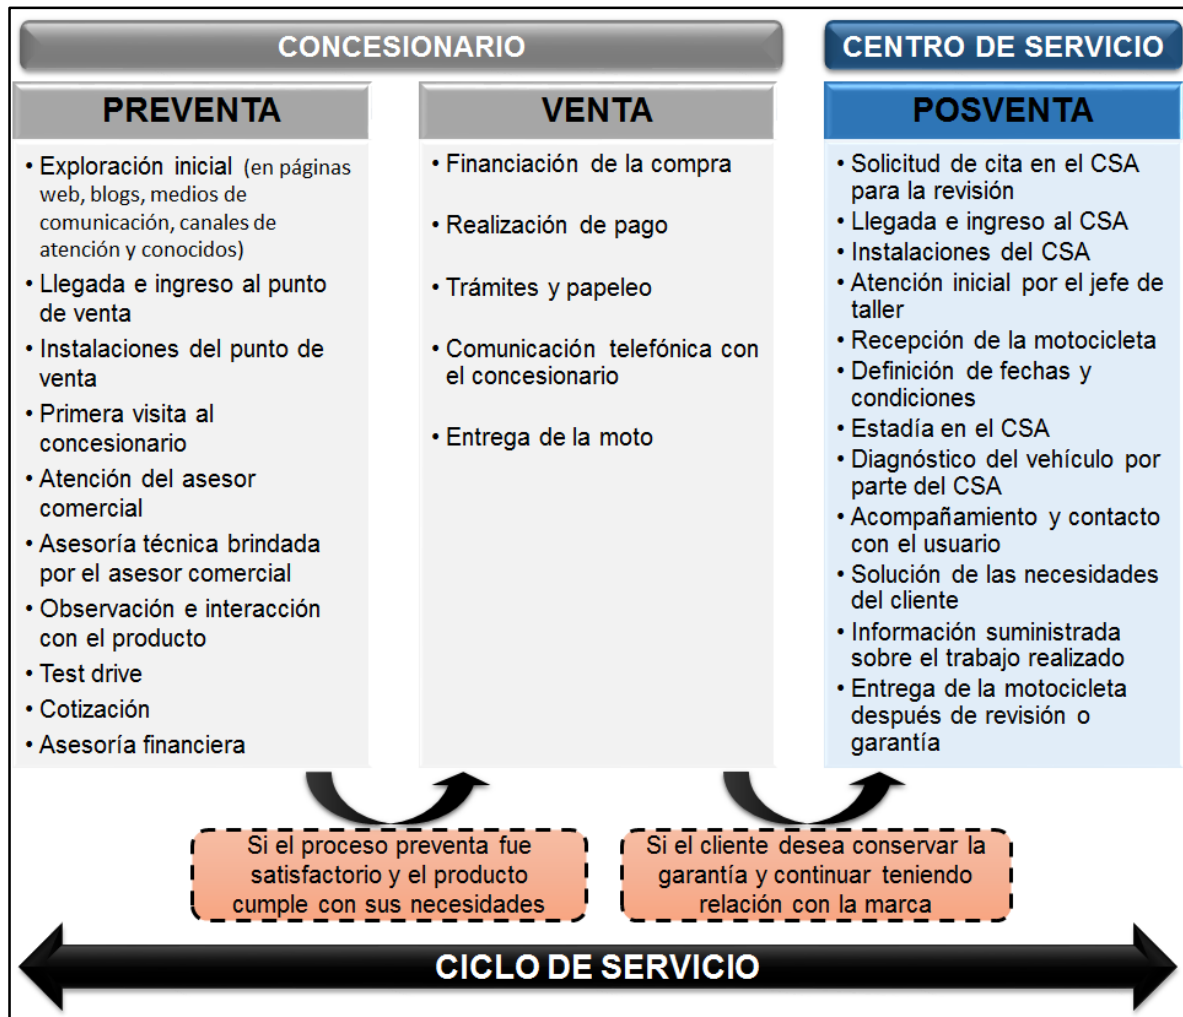 CONCESIONARIO
CENTRO DE SERVICIO
PREVENTA
• Exploración inicial (en páginas
web, blogs, medios de
comunicación, canales de
atención y conocidos)
• Llegada e ingreso al punto
de venta
• Instalaciones del punto de
venta
• Primera visita al
concesionario
• Atención del asesor
comercial
• Asesoría técnica brindada
por el asesor comercial
• Observación e interacción
con el producto
• Test drive
• Cotización
• Asesoría financiera
VENTA
• Financiación de la compra
• Realización de pago
• Trámites y papeleo
• Comunicación telefónica con
el concesionario
• Entrega de la moto
POSVENTA
• Solicitud de cita en el CSA
para la revisión
• Llegada e ingreso al CSA
• Instalaciones del CSA
• Atención inicial por el jefe de
taller
• Recepción de la motocicleta
• Definición de fechas y
condiciones
• Estadía en el CSA
• Diagnóstico del vehículo por
parte del CSA
• Acompañamiento y contacto
con el usuario
• Solución de las necesidades
del cliente
• Información suministrada
sobre el trabajo realizado
• Entrega de la motocicleta
después de revisión o
garantía
Si el proceso preventa fue
satisfactorio y el producto
cumple con sus necesidades
Si el cliente desea conservar la
garantía y continuar teniendo
relación con la marca
CICLO DE SERVICIO